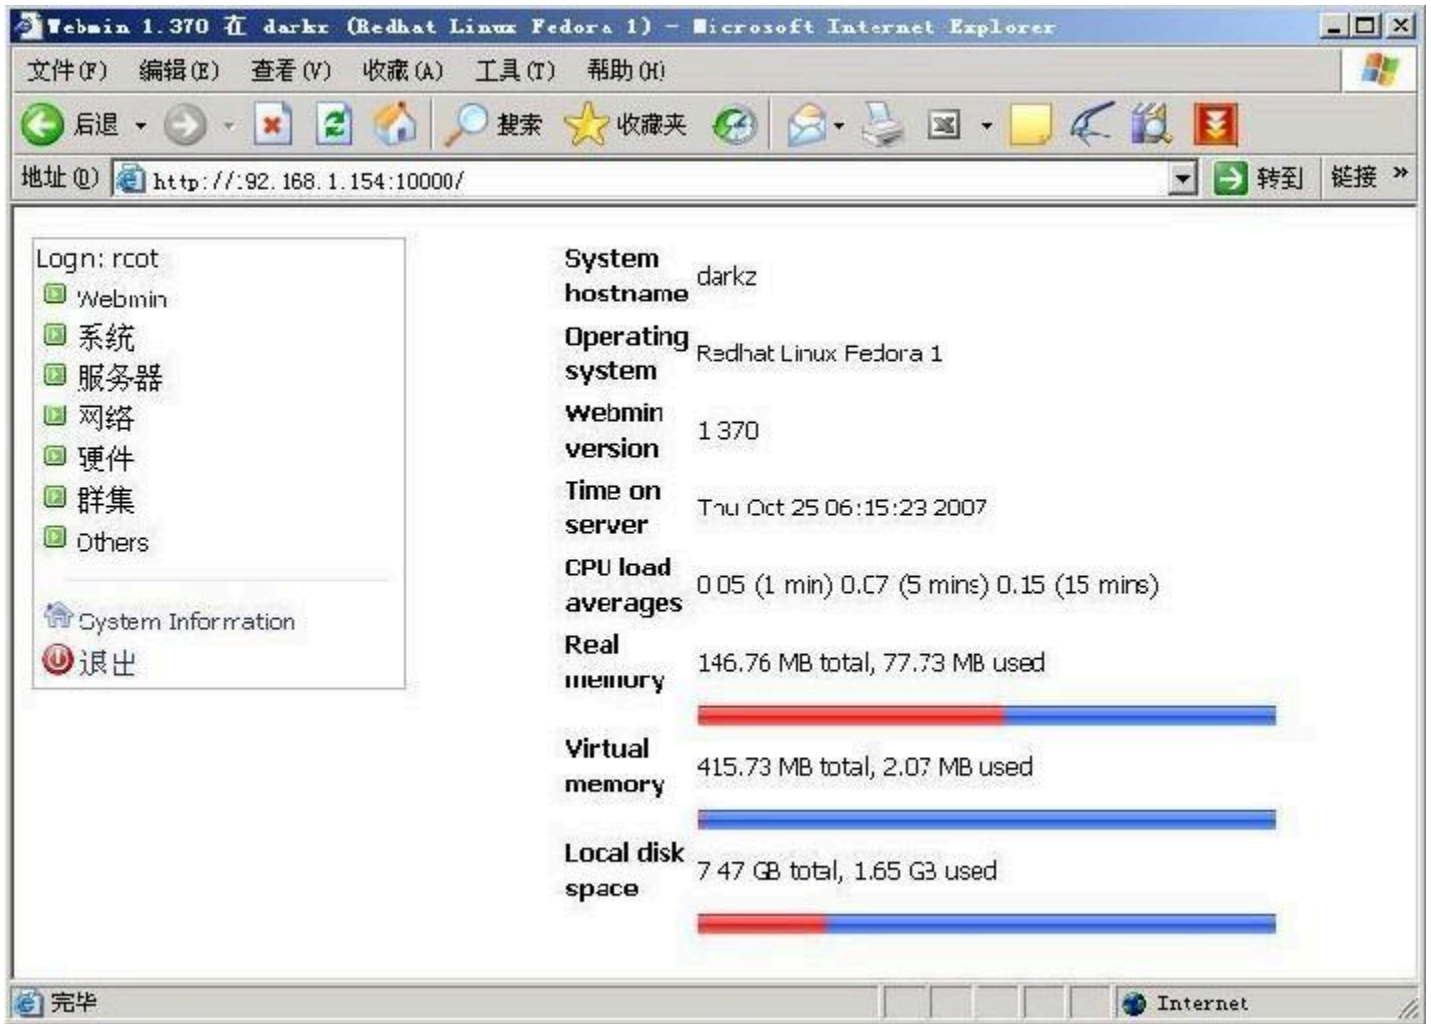 Webmin 1.370 在 darkz (Redhat Linux Fedora 1) - Microsoft Internet Explorer
文件(F) 编辑(E) 查看(V) 收藏(A) 工具(T) 帮助(H)
后退 搜索 收藏夹
地址(D) http://192.168.1.154:10000/ 转到 链接 »
Login: root
Webmin
系统
服务器
网络
硬件
群集
Others
System Information
退出
System hostname darkz
Operating system Redhat Linux Fedora 1
Webmin version 1.370
Time on server Thu Oct 25 06:15:23 2007
CPU load averages 0.05 (1 min) 0.07 (5 mins) 0.15 (15 mins)
Real memory 146.76 MB total, 77.73 MB used
Virtual memory 415.73 MB total, 2.07 MB used
Local disk space 7.47 GB total, 1.65 GB used
完毕 Internet